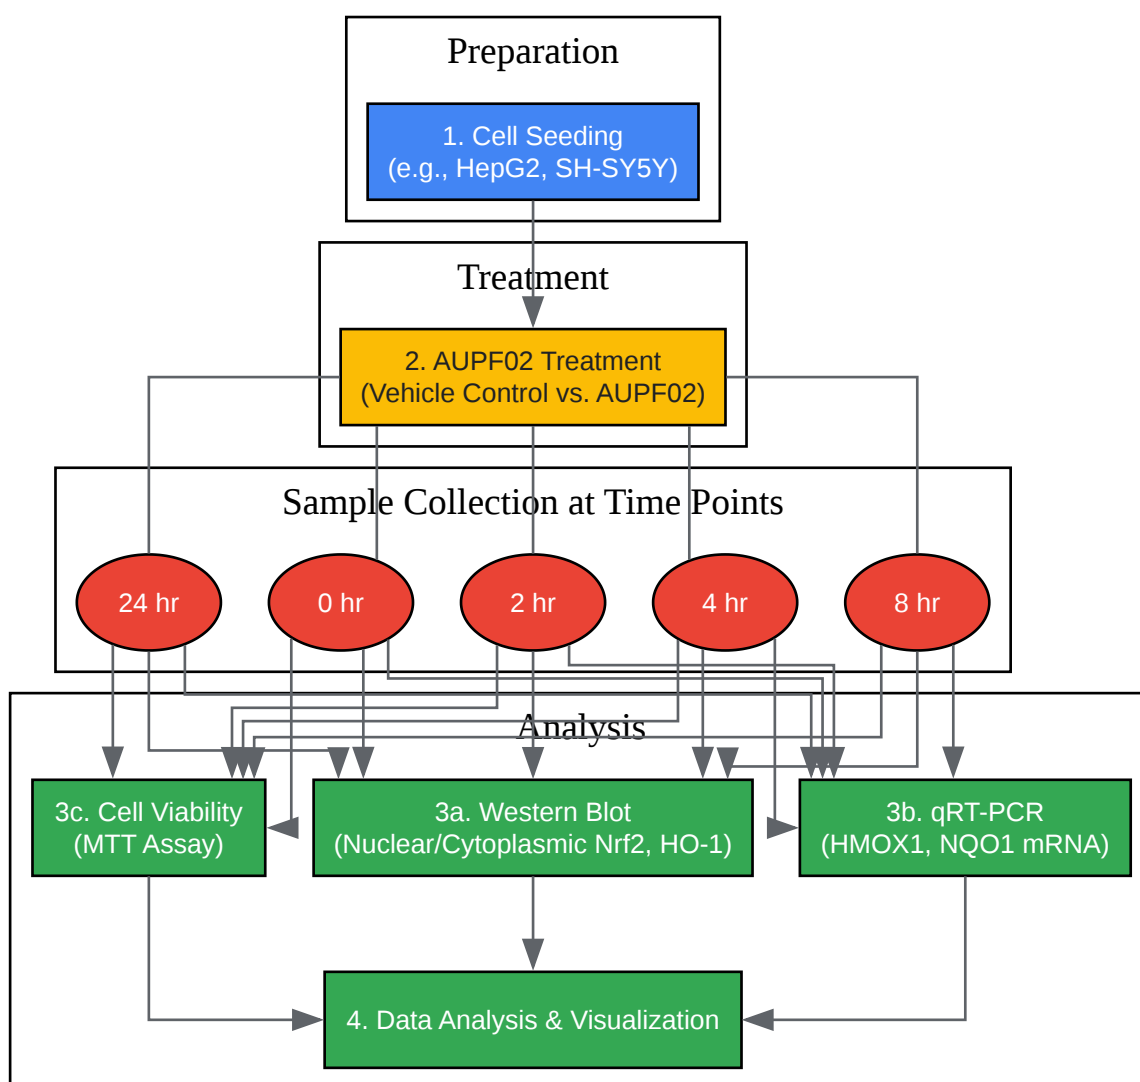 Preparation
1. Cell Seeding
(e.g., HepG2, SH-SY5Y)
Treatment
2. AUPF02 Treatment
(Vehicle Control vs. AUPF02)
Sample Collection at Time Points
24 hr
0 hr
2 hr
4 hr
8 hr
Analysis
3c. Cell Viability
(MTT Assay)
3a. Western Blot
(Nuclear/Cytoplasmic Nrf2, HO-1)
3b. qRT-PCR
(HMOX1, NQO1 mRNA)
4. Data Analysis & Visualization